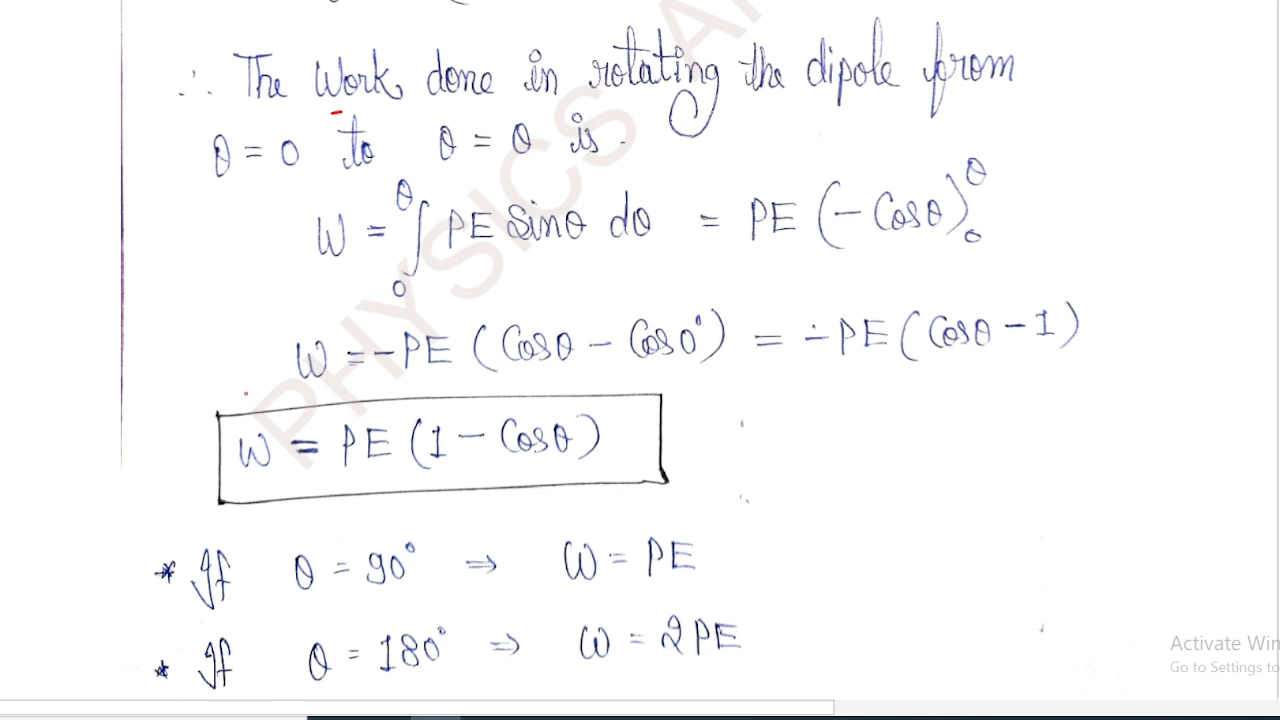 ∴ The Work done in rotating the dipole from
θ = 0 to θ = θ is.
W = ∫₀^θ PE Sinθ dθ = PE (- Cosθ)₀^θ
W = -PE (Cosθ - Cos0°) = -PE (Cosθ - 1)
W = PE (1 - Cosθ)
* If θ = 90° ⇒ W = PE
* If θ = 180° ⇒ W = 2PE
PHYSICS
Activate Win
Go to Settings to